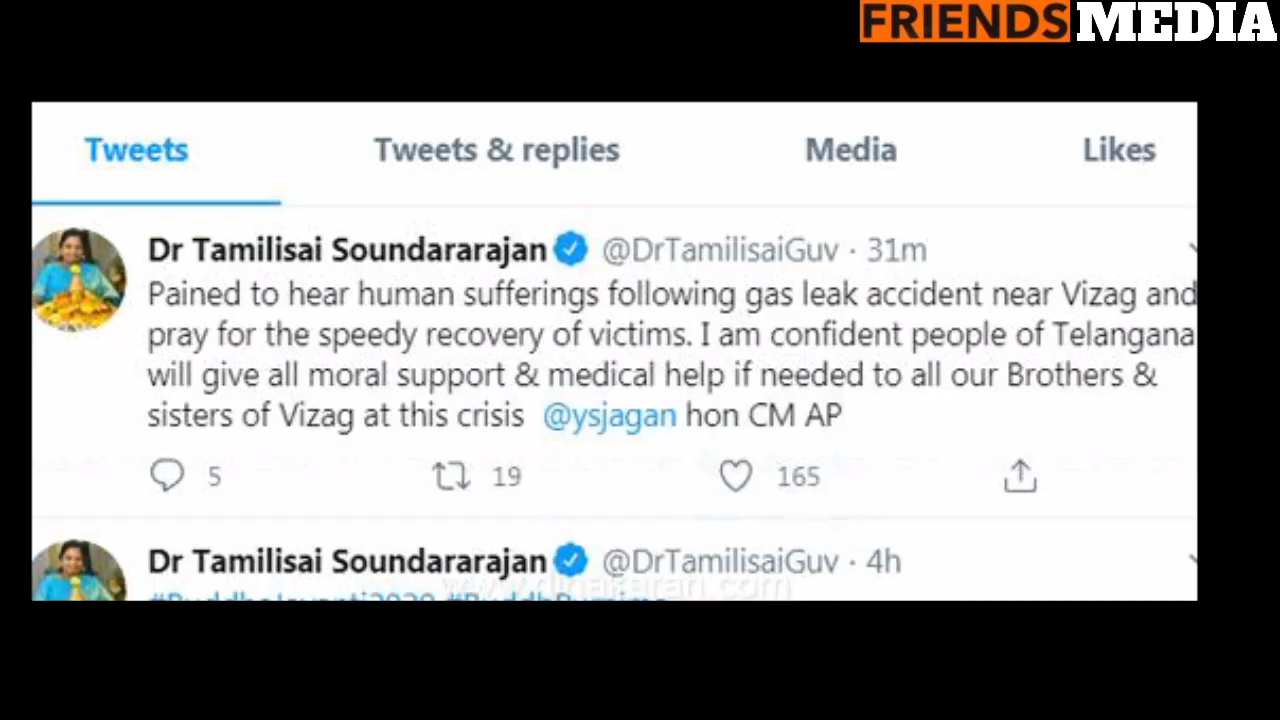 FRIENDS MEDIA
Tweets Tweets & replies Media Likes
Dr Tamilisai Soundararajan @DrTamilisaiGuv · 31m
Pained to hear human sufferings following gas leak accident near Vizag and
pray for the speedy recovery of victims. I am confident people of Telangana
will give all moral support & medical help if needed to all our Brothers &
sisters of Vizag at this crisis @ysjagan hon CM AP
5 19 165
Dr Tamilisai Soundararajan @DrTamilisaiGuv · 4h
www.dinakaran.com